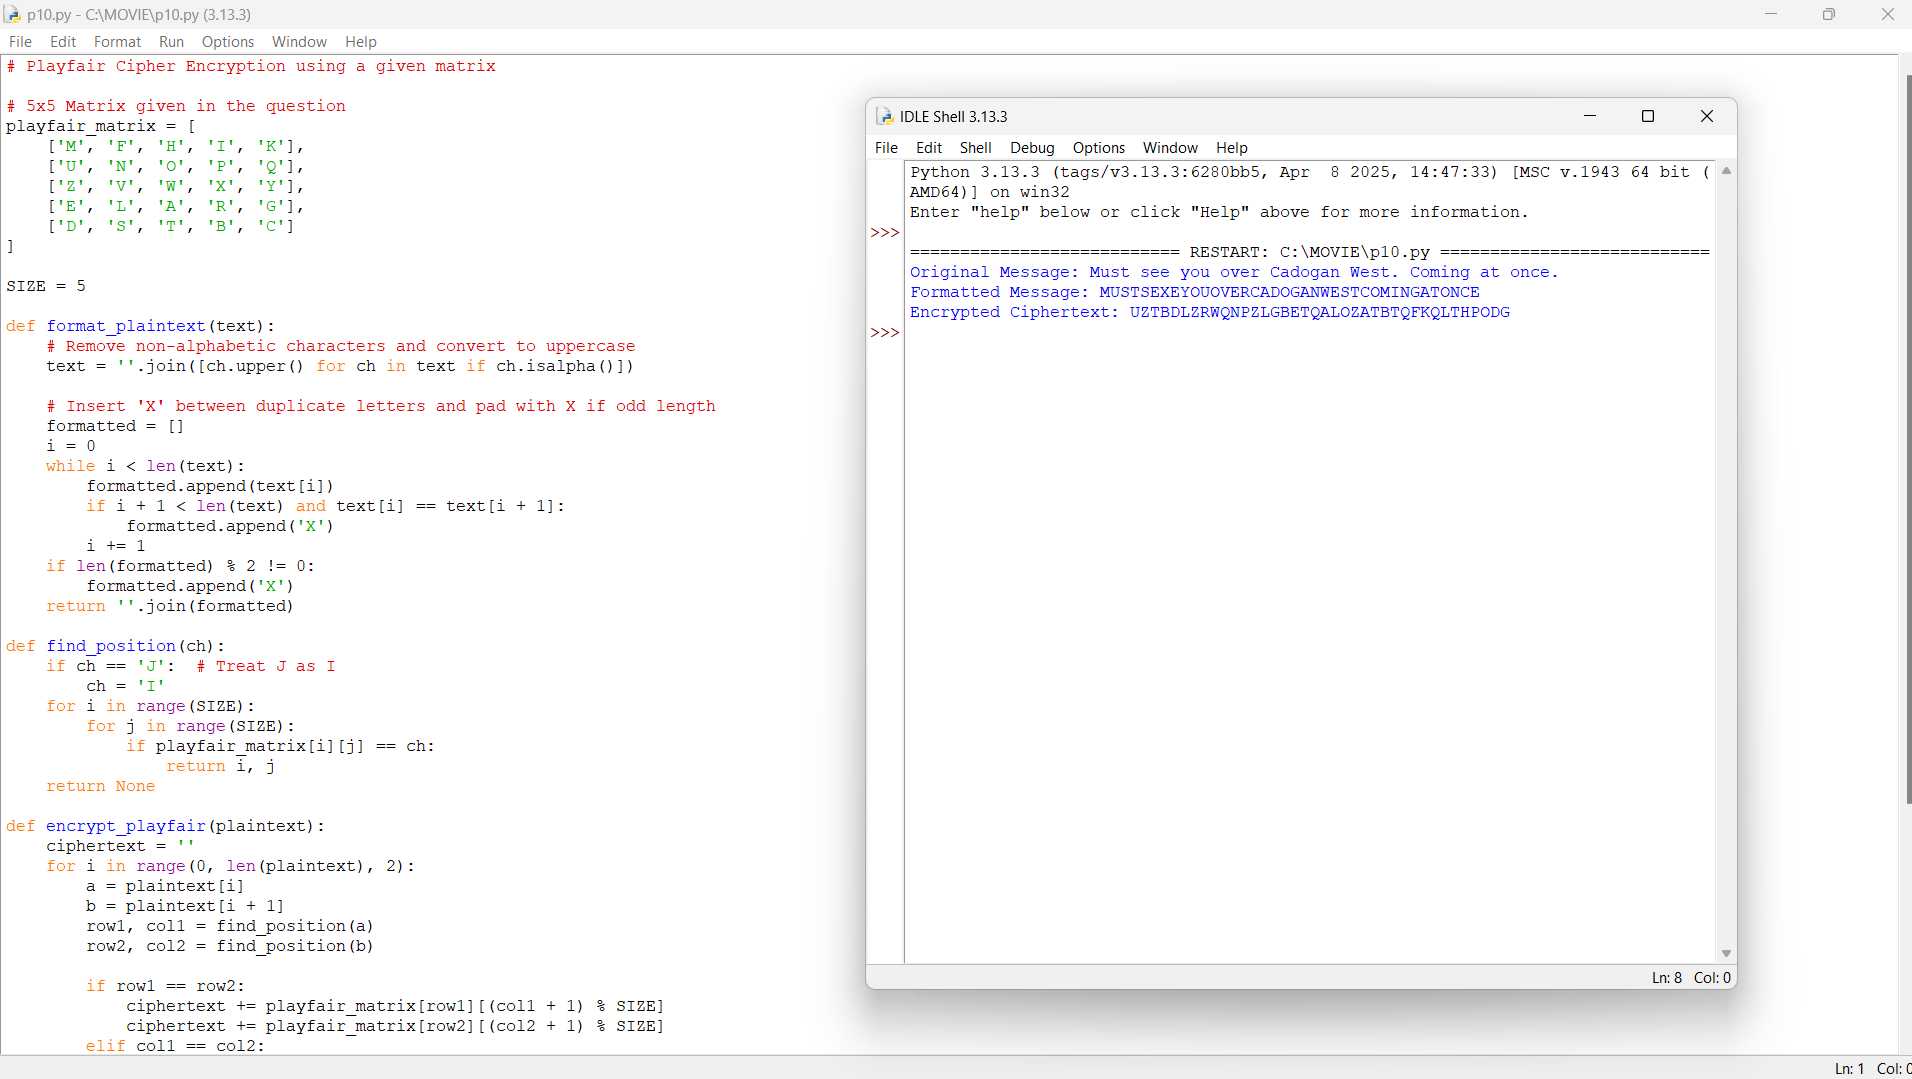 p10.py - C:\MOVIE\p10.py (3.13.3)
File Edit Format Run Options Window Help
# Playfair Cipher Encryption using a given matrix
# 5x5 Matrix given in the question
playfair_matrix = [
    ['M', 'F', 'H', 'I', 'K'],
    ['U', 'N', 'O', 'P', 'Q'],
    ['Z', 'V', 'W', 'X', 'Y'],
    ['E', 'L', 'A', 'R', 'G'],
    ['D', 'S', 'T', 'B', 'C']
]
SIZE = 5
def format_plaintext(text):
    # Remove non-alphabetic characters and convert to uppercase
    text = ''.join([ch.upper() for ch in text if ch.isalpha()])
    # Insert 'X' between duplicate letters and pad with X if odd length
    formatted = []
    i = 0
    while i < len(text):
        formatted.append(text[i])
        if i + 1 < len(text) and text[i] == text[i + 1]:
            formatted.append('X')
        i += 1
    if len(formatted) % 2 != 0:
        formatted.append('X')
    return ''.join(formatted)
def find_position(ch):
    if ch == 'J':  # Treat J as I
        ch = 'I'
    for i in range(SIZE):
        for j in range(SIZE):
            if playfair_matrix[i][j] == ch:
                return i, j
    return None
def encrypt_playfair(plaintext):
    ciphertext = ''
    for i in range(0, len(plaintext), 2):
        a = plaintext[i]
        b = plaintext[i + 1]
        row1, col1 = find_position(a)
        row2, col2 = find_position(b)
        if row1 == row2:
            ciphertext += playfair_matrix[row1][(col1 + 1) % SIZE]
            ciphertext += playfair_matrix[row2][(col2 + 1) % SIZE]
        elif col1 == col2:
Ln: 1 Col: 0
IDLE Shell 3.13.3
File Edit Shell Debug Options Window Help
Python 3.13.3 (tags/v3.13.3:6280bb5, Apr  8 2025, 14:47:33) [MSC v.1943 64 bit (
AMD64)] on win32
Enter "help" below or click "Help" above for more information.
>>>
=========================== RESTART: C:\MOVIE\p10.py ===========================
Original Message: Must see you over Cadogan West. Coming at once.
Formatted Message: MUSTSEXEYOUOVERCADOGANWESTCOMINGATONCE
Encrypted Ciphertext: UZTBDLZRWQNPZLGBETQALOZATBTQFKQLTHPODG
>>>
Ln: 8 Col: 0